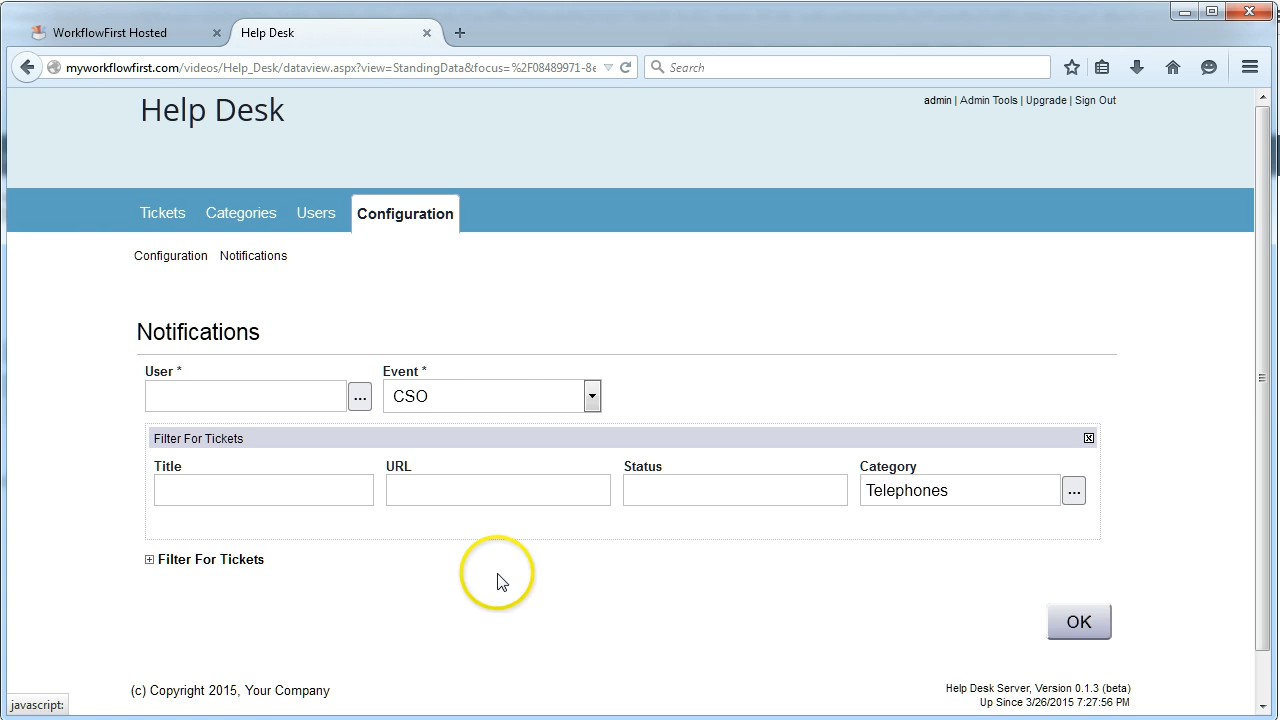 WorkflowFirst Hosted
Help Desk
myworkflowfirst.com/videos/Help_Desk/dataview.aspx?view=StandingData&focus=%2F08489971-8e
Search
Help Desk
admin | Admin Tools | Upgrade | Sign Out
Tickets Categories Users Configuration
Configuration Notifications
Notifications
User * Event *
... CSO
Filter For Tickets
Title URL Status Category
Telephones ...
Filter For Tickets
OK
(c) Copyright 2015, Your Company
Help Desk Server, Version 0.1.3 (beta)
Up Since 3/26/2015 7:27:56 PM
javascript: